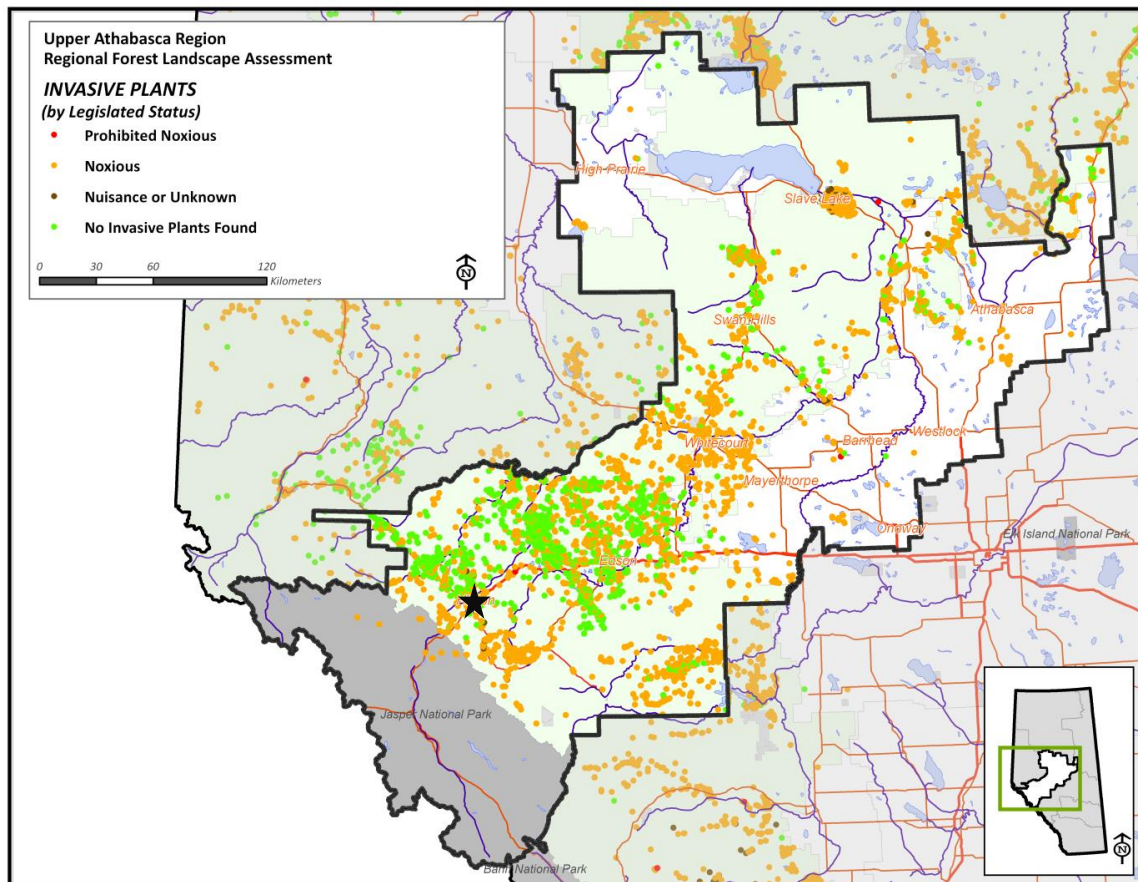 Upper Athabasca Region
Regional Forest Landscape Assessment
INVASIVE PLANTS
(by Legislated Status)
Prohibited Noxious
Noxious
Nuisance or Unknown
No Invasive Plants Found
0 30 60 120
Kilometers
N
High Prairie
Slave Lake
Swan Hills
Athabasca
Whitecourt
Barrhead
Westlock
Mayerthorpe
Onoway
Elk Island National Park
Edson
Jasper National Park
Banff National Park
N